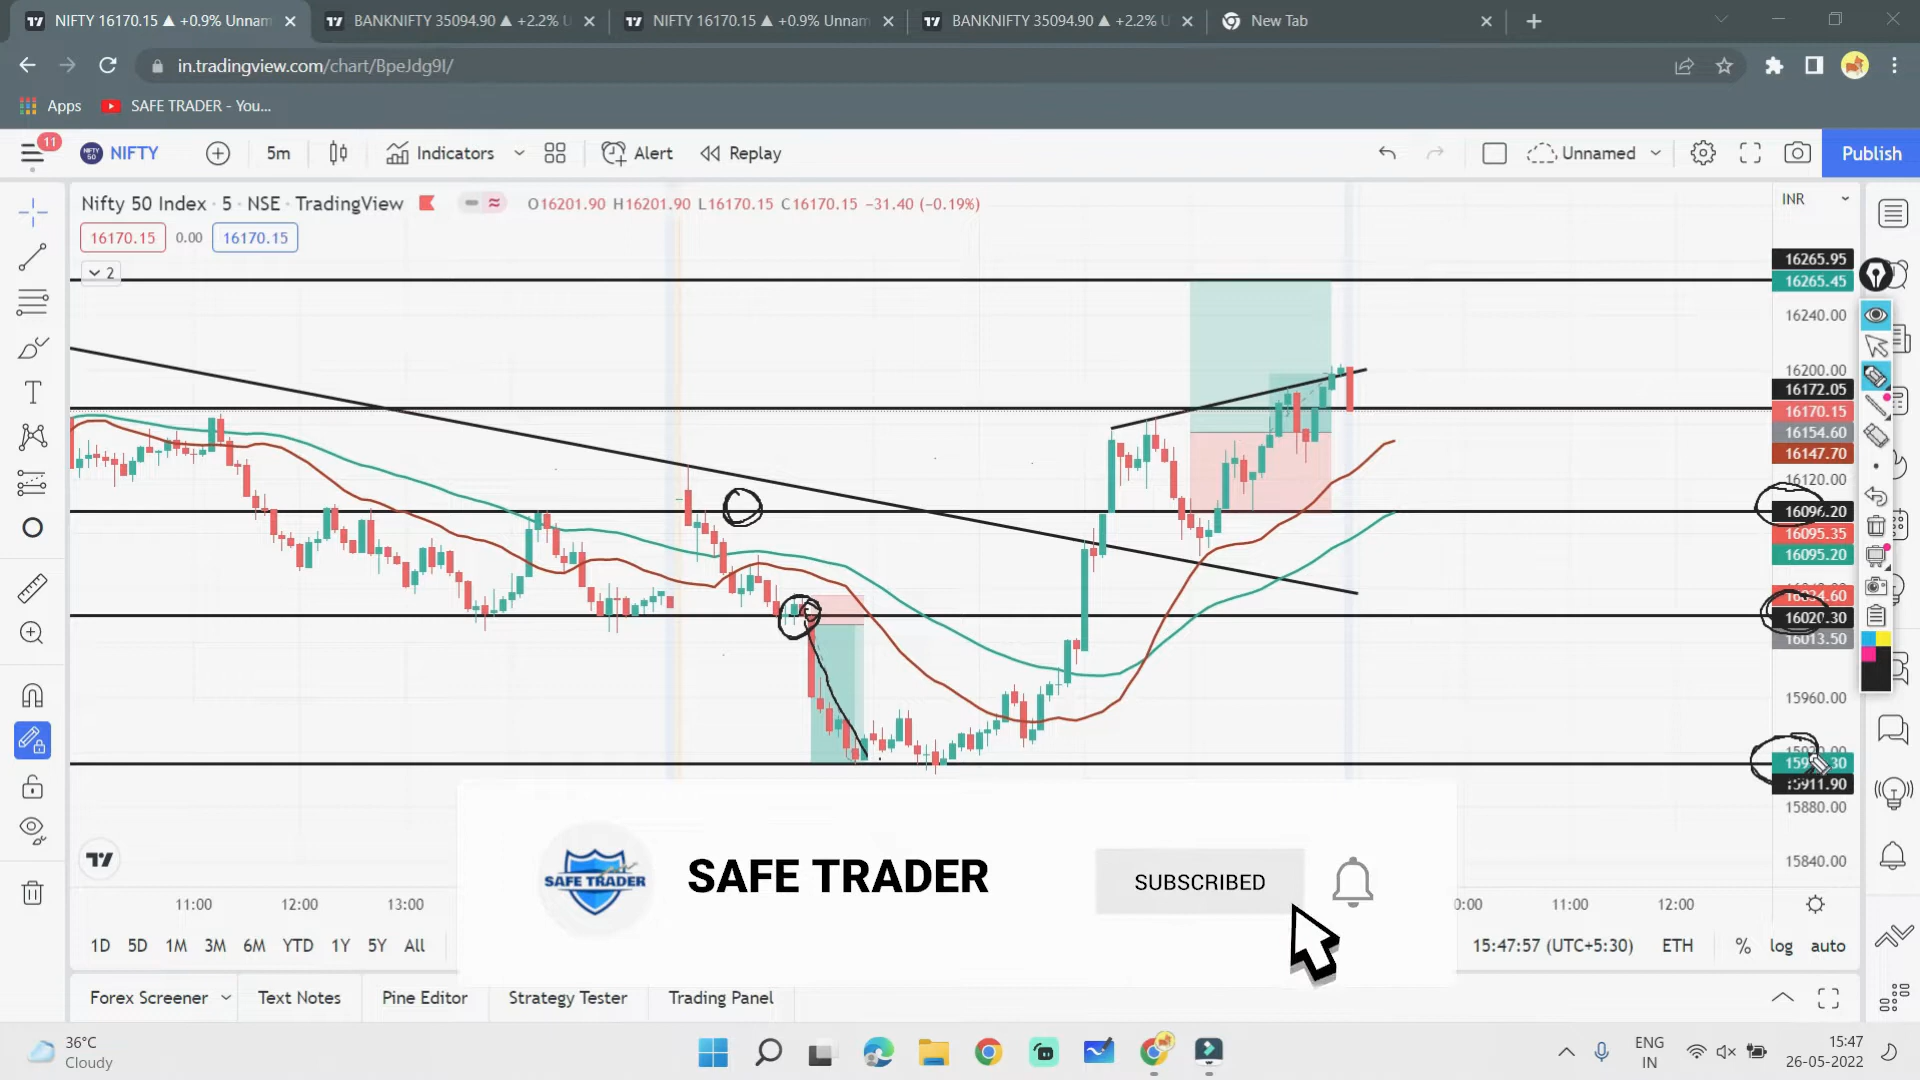 NIFTY 16170.15 ▲ +0.9% Unnam
BANKNIFTY 35094.90 ▲ +2.2% U
NIFTY 16170.15 ▲ +0.9% Unnam
BANKNIFTY 35094.90 ▲ +2.2% U
New Tab
in.tradingview.com/chart/BpeJdg9I/
Apps
SAFE TRADER - You...
11
NIFTY
5m
Indicators
Alert
Replay
Unnamed
Publish
Nifty 50 Index · 5 · NSE · TradingView
O16201.90 H16201.90 L16170.15 C16170.15 −31.40 (−0.19%)
INR
16170.15
0.00
16170.15
2
16265.95
16265.45
16240.00
16200.00
16172.05
16170.15
16154.60
16147.70
16120.00
16096.20
16095.35
16095.20
16020.30
16013.50
15960.00
15911.90
15880.00
15840.00
SAFE TRADER
SAFE TRADER
SUBSCRIBED
11:00
12:00
13:00
0:00
11:00
12:00
1D
5D
1M
3M
6M
YTD
1Y
5Y
All
15:47:57 (UTC+5:30)
ETH
%
log
auto
Forex Screener
Text Notes
Pine Editor
Strategy Tester
Trading Panel
36°C
Cloudy
ENG
IN
15:47
26-05-2022